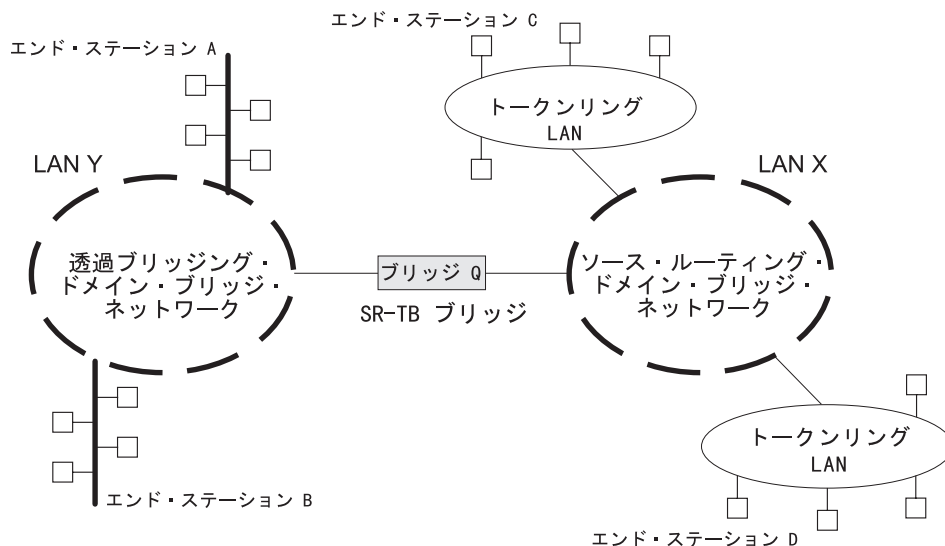 エンド・ステーション C
エンド・ステーション A
トークンリング
LAN
LAN Y
LAN X
透過ブリッジング・
ドメイン・ブリッジ・
ネットワーク
ブリッジ Q
SR-TB ブリッジ
ソース・ルーティング・
ドメイン・ブリッジ・
ネットワーク
トークンリング
LAN
エンド・ステーション B
エンド・ステーション D